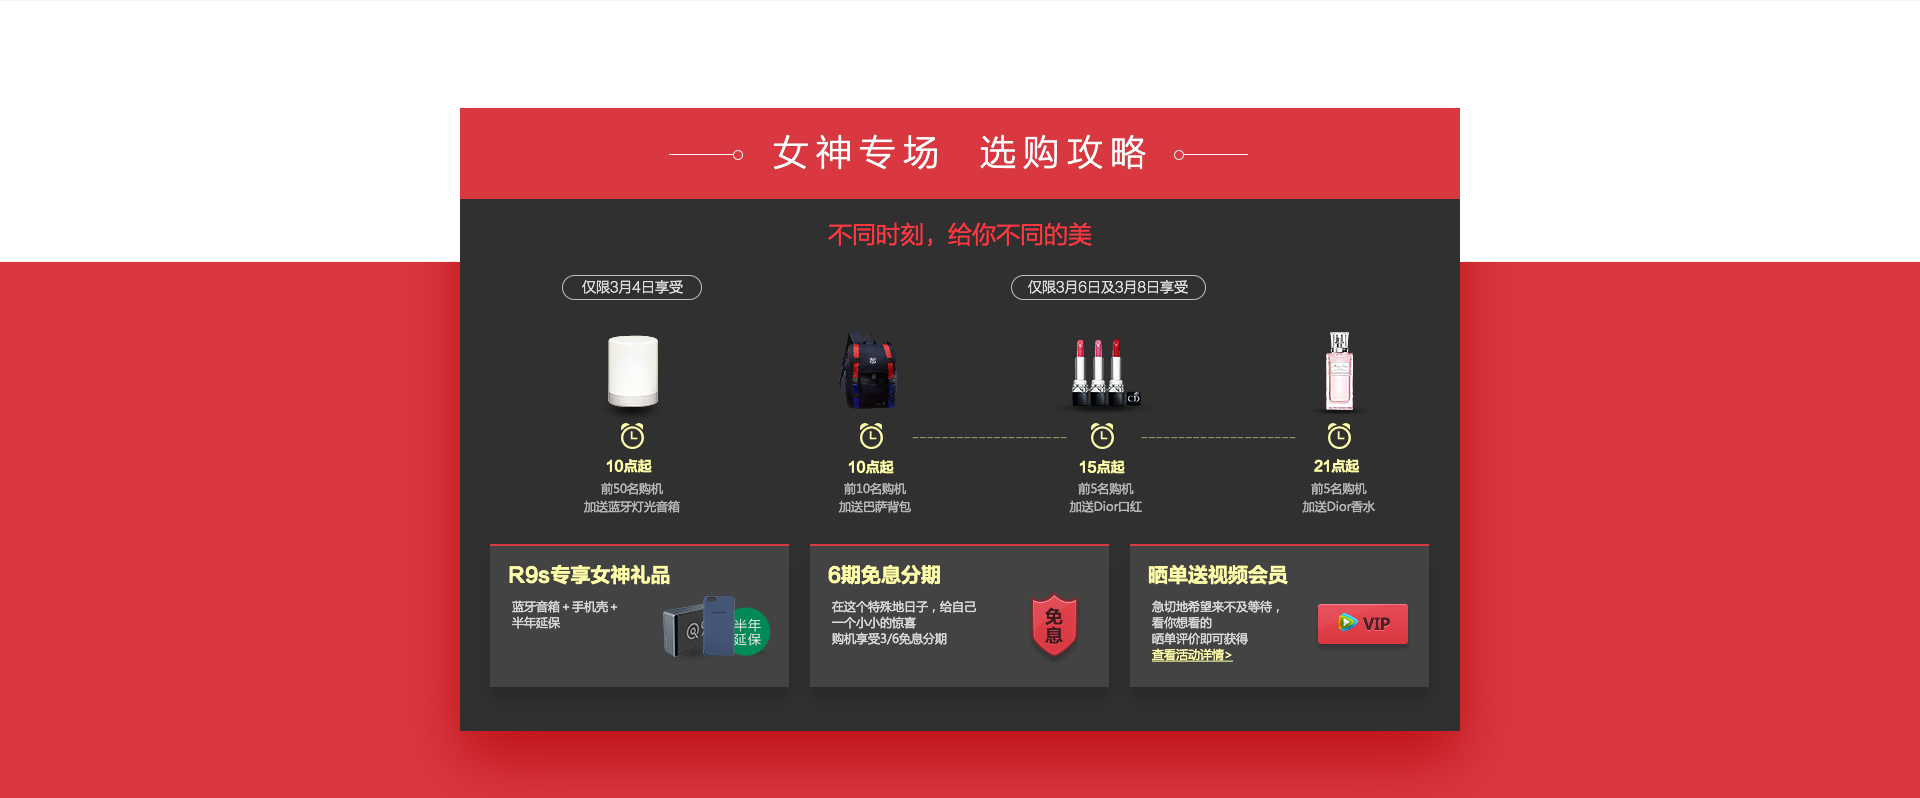 女神专场 选购攻略
不同时刻，给你不同的美
仅限3月4日享受
仅限3月6日及3月8日享受
10点起
前50名购机
加送蓝牙灯光音箱
10点起
前10名购机
加送巴萨背包
15点起
前5名购机
加送Dior口红
21点起
前5名购机
加送Dior香水
R9s专享女神礼品
蓝牙音箱+手机壳+
半年延保
半年
延保
6期免息分期
在这个特殊地日子，给自己
一个小小的惊喜
购机享受3/6免息分期
免
息
晒单送视频会员
急切地希望来不及等待，
看你想看的
晒单评价即可获得
查看活动详情>
VIP